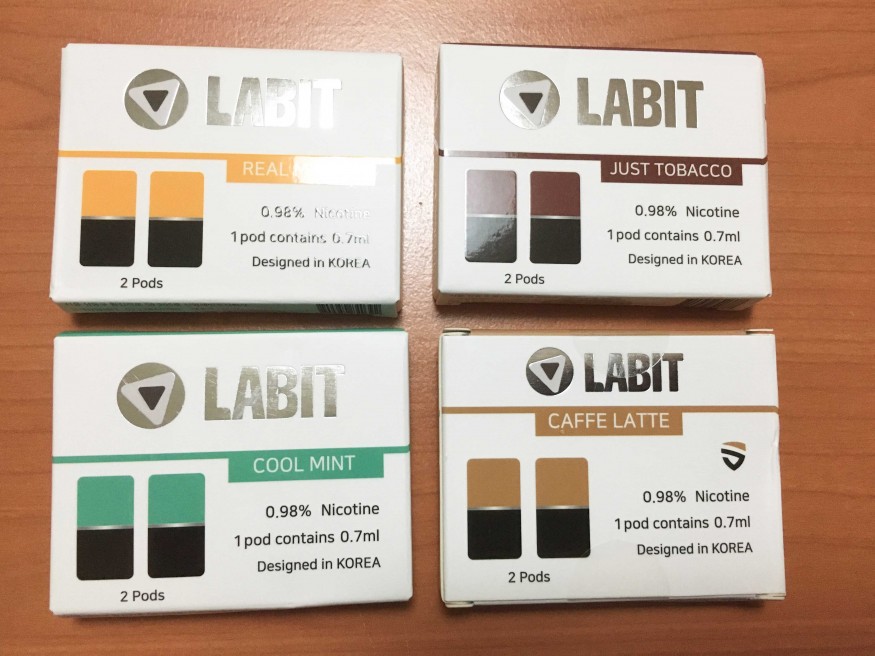 LABIT
REAL
0.98% Nicotine
1 pod contains 0.7ml
Designed in KOREA
2 Pods
LABIT
JUST TOBACCO
0.98% Nicotine
1 pod contains 0.7ml
Designed in KOREA
2 Pods
LABIT
COOL MINT
0.98% Nicotine
1 pod contains 0.7ml
Designed in KOREA
2 Pods
LABIT
CAFFE LATTE
0.98% Nicotine
1 pod contains 0.7ml
Designed in KOREA
2 Pods